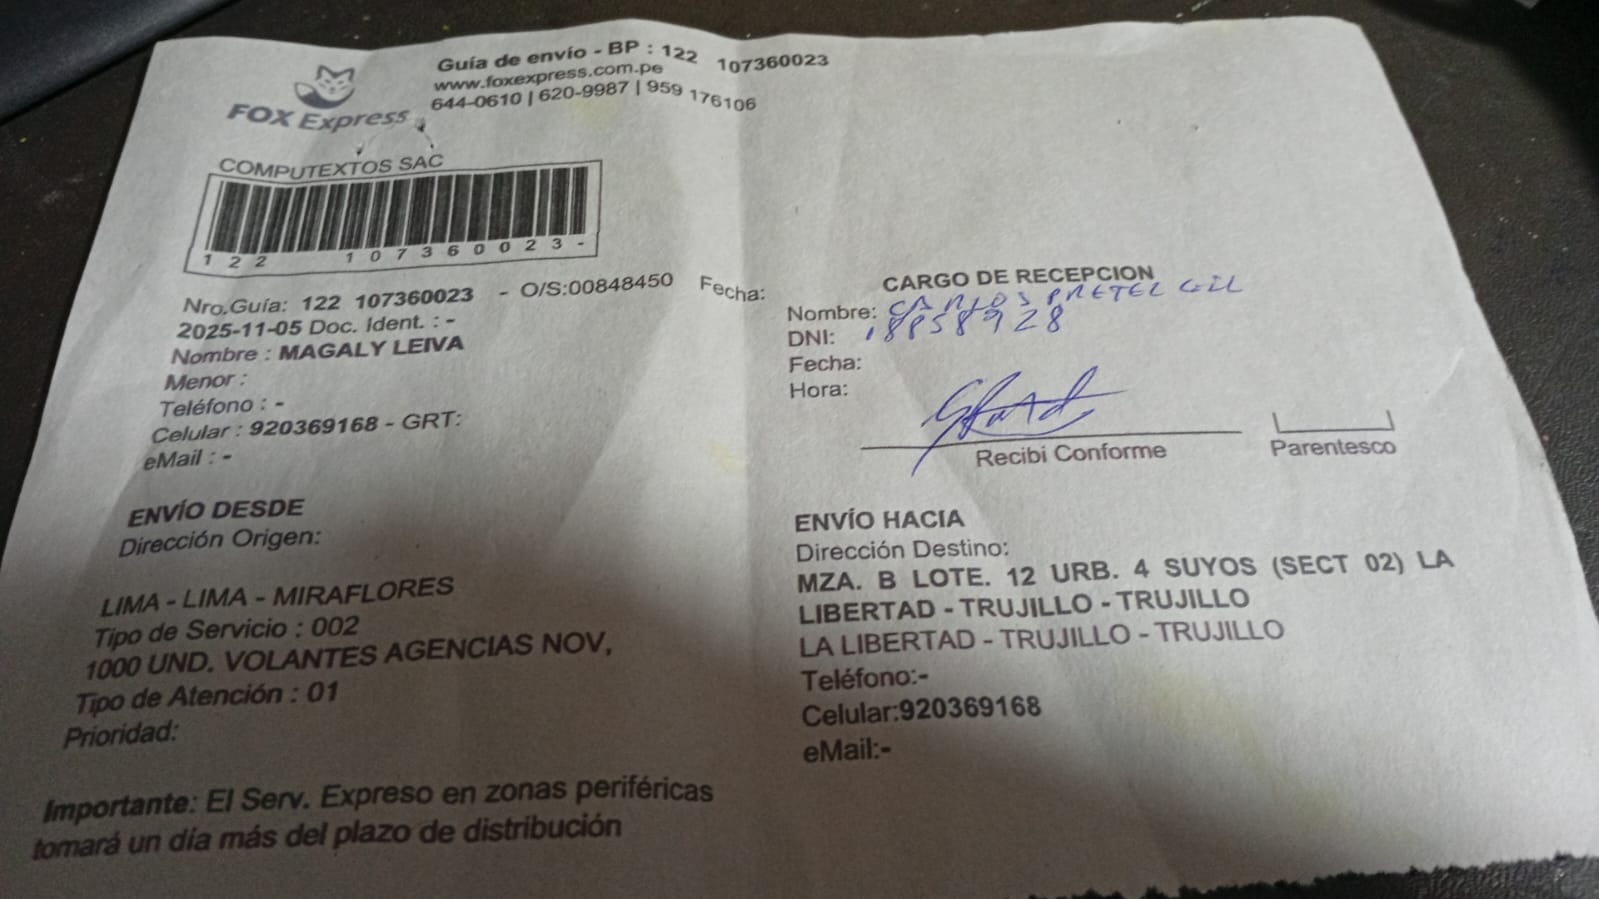 Guía de envío - BP : 122 107360023
www.foxexpress.com.pe
644-0610 | 620-9987 | 959 176106
FOX Express
COMPUTEXTOS SAC
122 107360023-
Nro.Guía: 122 107360023 - O/S:00848450 Fecha:
2025-11-05 Doc. Ident. : -
Nombre : MAGALY LEIVA
Menor :
Teléfono : -
Celular : 920369168 - GRT:
eMail : -
CARGO DE RECEPCION
Nombre: CARLOS PRETEL GIL
DNI: 18858928
Fecha:
Hora:
Recibi Conforme
Parentesco
ENVÍO DESDE
Dirección Origen:
LIMA - LIMA - MIRAFLORES
Tipo de Servicio : 002
1000 UND. VOLANTES AGENCIAS NOV,
Tipo de Atención : 01
Prioridad:
ENVÍO HACIA
Dirección Destino:
MZA. B LOTE. 12 URB. 4 SUYOS (SECT 02) LA
LIBERTAD - TRUJILLO - TRUJILLO
LA LIBERTAD - TRUJILLO - TRUJILLO
Teléfono:-
Celular:920369168
eMail:-
Importante: El Serv. Expreso en zonas periféricas
tomará un día más del plazo de distribución